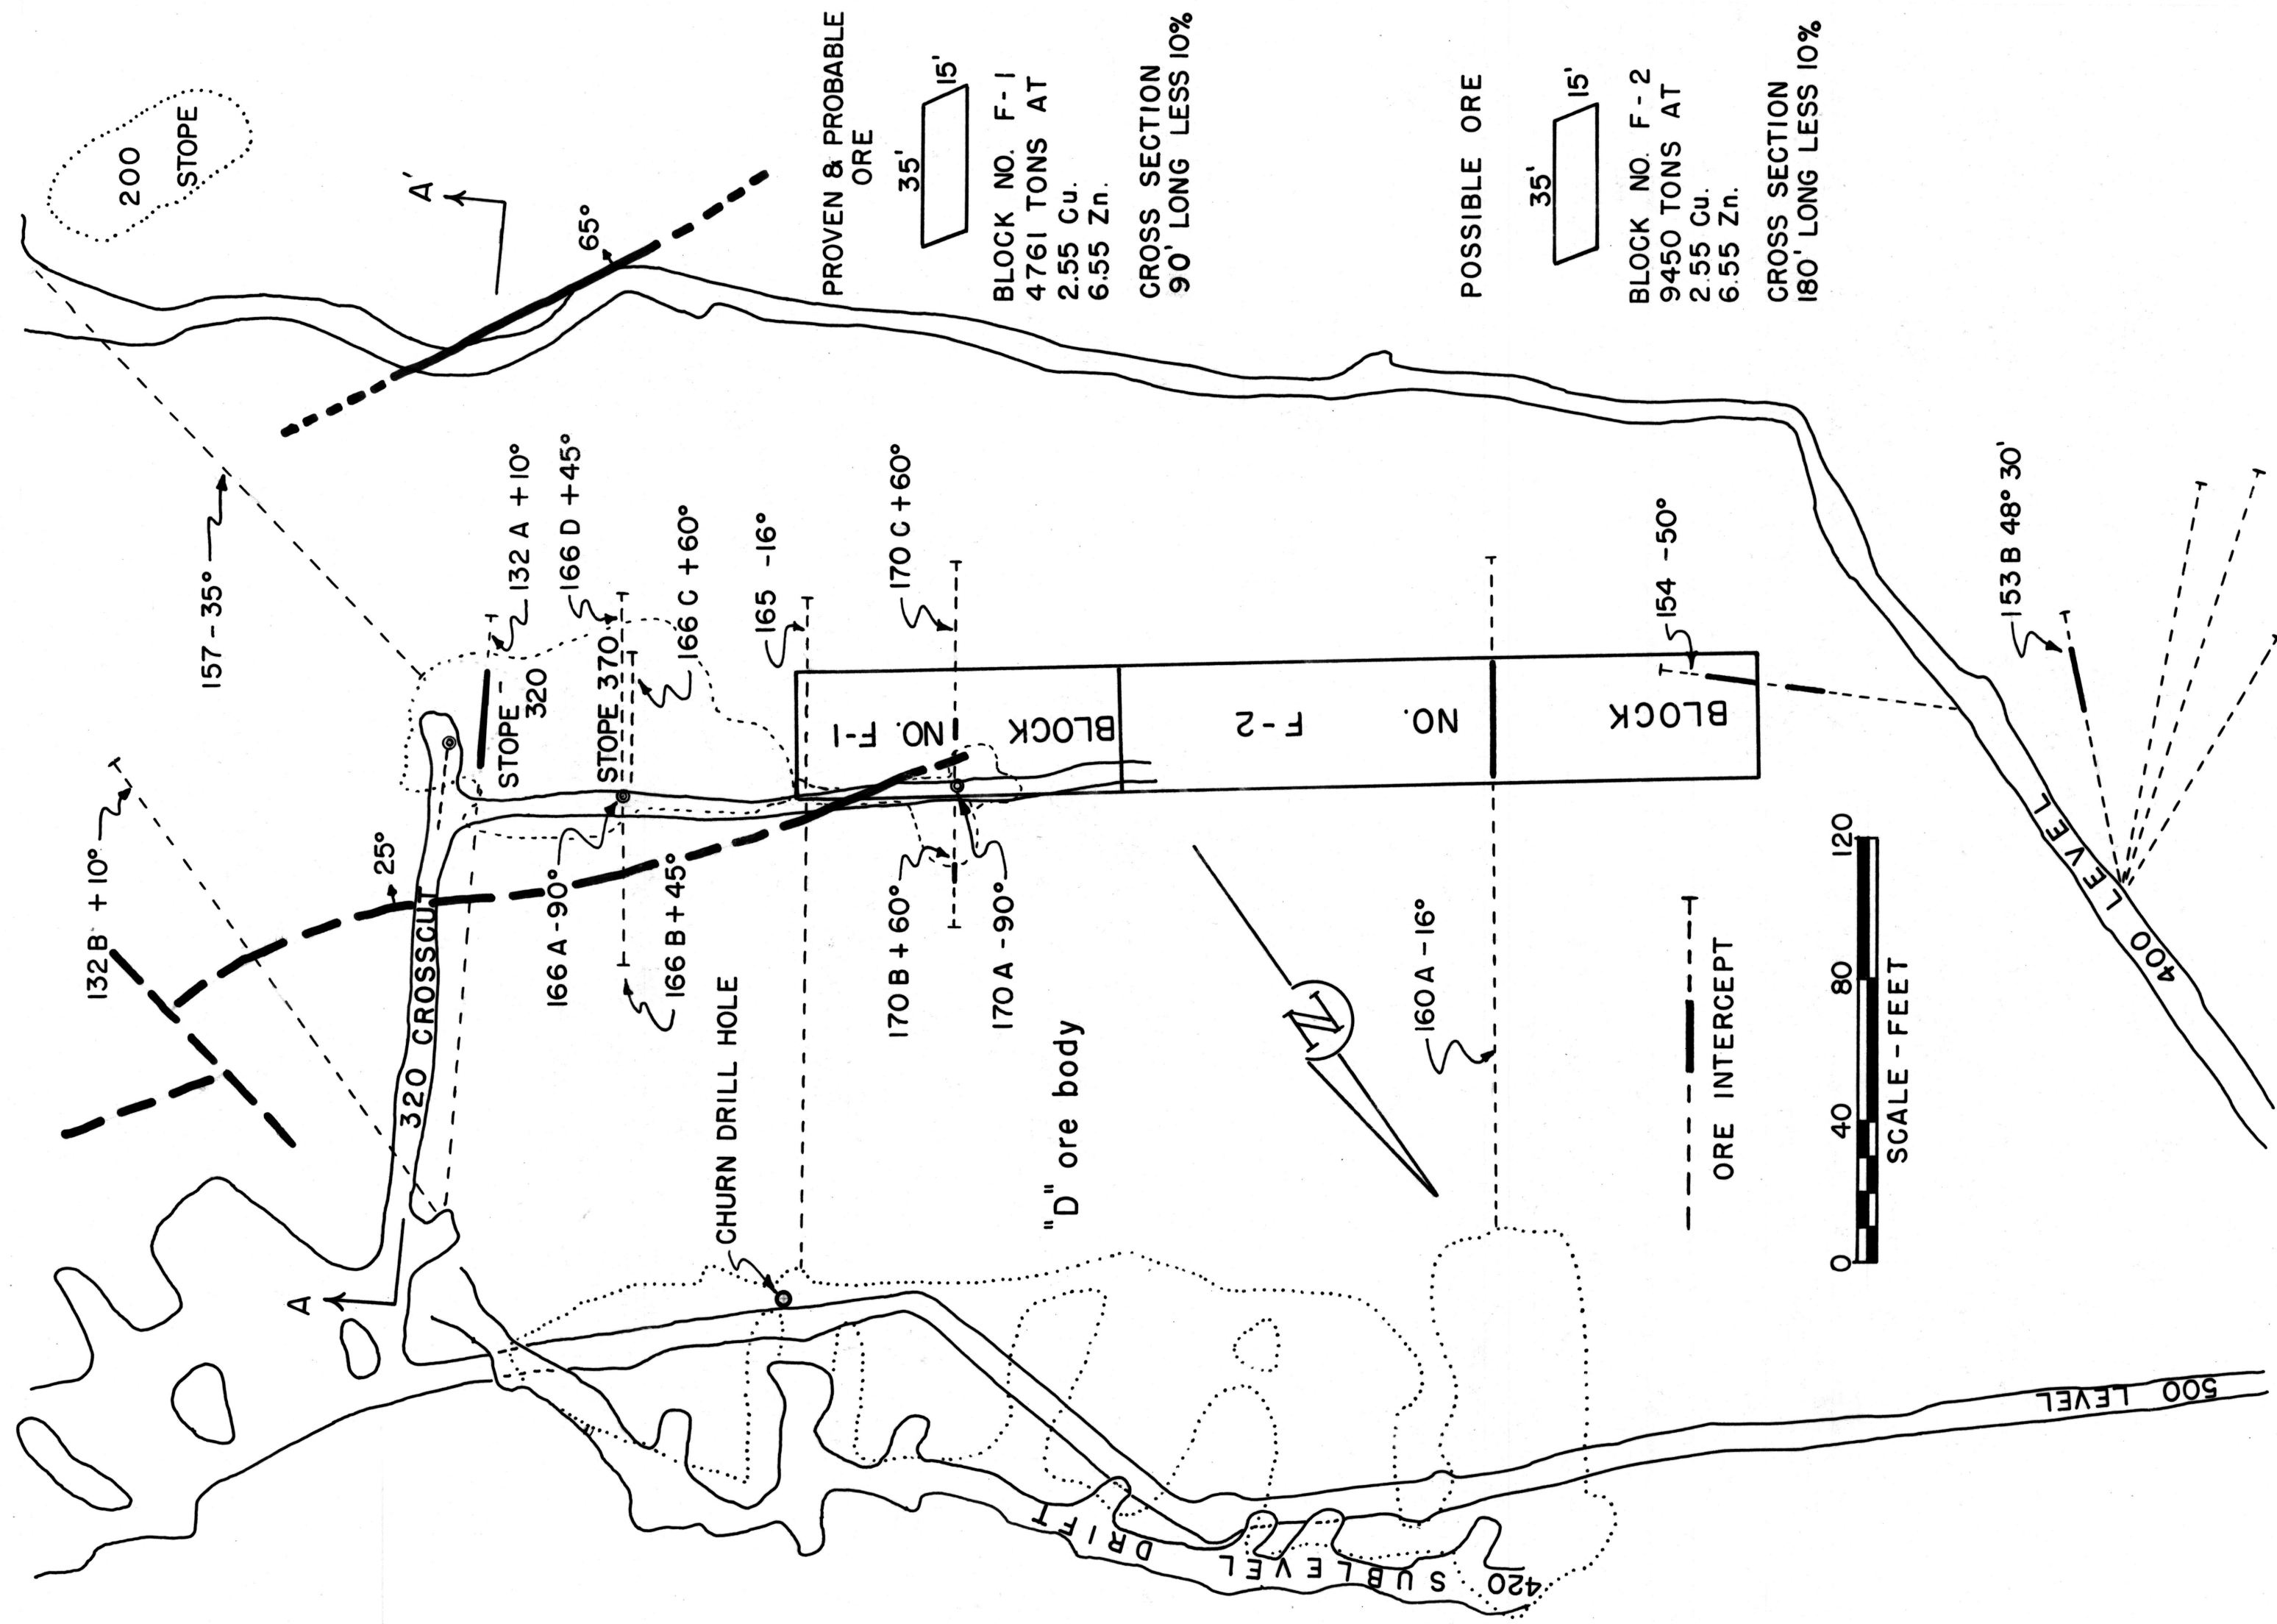 200
STOPE
A'
65°
157-35°
132B +10°
25°
320 CROSSCUT
A
STOPE-
320
132 A +10°
STOPE 370
166 D +45°
166 C +60°
166 A-90°
166 B +45°
165 -16°
170 C +60°
170 B +60°
170 A -90°
BLOCK NO. F-1
BLOCK NO. F-2
CHURN DRILL HOLE
"D" ore body
N
160 A -16°
154 -50°
153 B 48° 30'
400 LEVEL
500 LEVEL
420 SUBLEVEL DRIFT
ORE INTERCEPT
0 40 80 120
SCALE-FEET
PROVEN & PROBABLE
ORE
35'
15'
BLOCK NO. F-1
4761 TONS AT
2.55 Cu.
6.55 Zn.
CROSS SECTION
90' LONG LESS 10%
POSSIBLE ORE
35'
15'
BLOCK NO. F-2
9450 TONS AT
2.55 Cu.
6.55 Zn.
CROSS SECTION
180' LONG LESS 10%